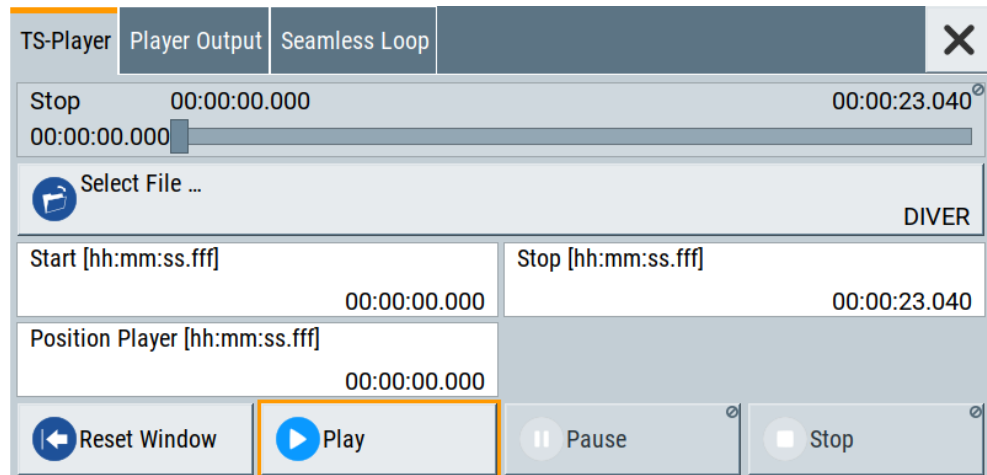 TS-Player Player Output Seamless Loop
Stop 00:00:00.000 00:00:23.040
00:00:00.000
Select File ...
DIVER
Start [hh:mm:ss.fff] Stop [hh:mm:ss.fff]
00:00:00.000 00:00:23.040
Position Player [hh:mm:ss.fff]
00:00:00.000
Reset Window Play Pause Stop